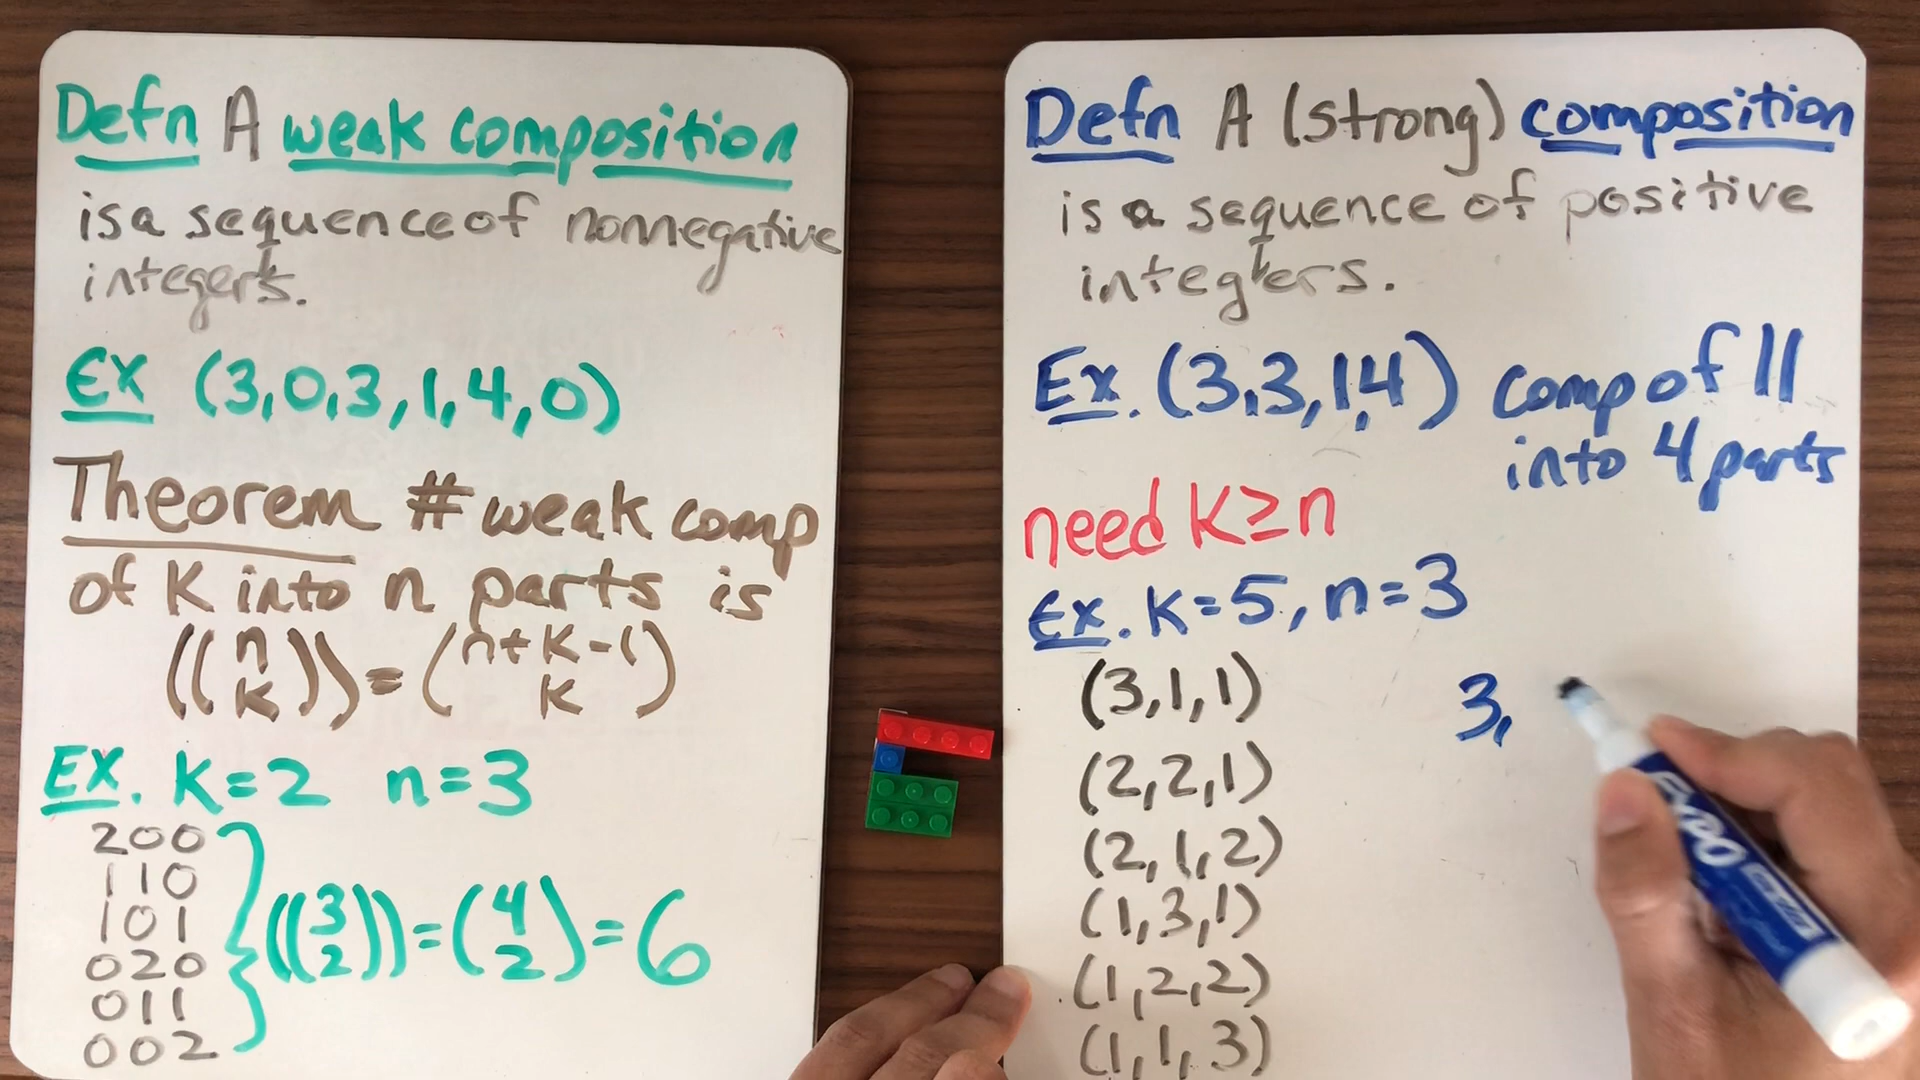 Defn A weak composition
is a sequence of nonnegative
integers.
Ex (3,0,3,1,4,0)
Theorem # weak comp
of K into n parts is
((n K)) = (n+K-1 K)
Ex. K=2 n=3
200
110
101
020
011
002
((3 2)) = (4 2) = 6
Defn A (strong) composition
is a sequence of positive
integers.
Ex. (3,3,1,4) comp of 11
into 4 parts
need K≥n
Ex. K=5, n=3
(3,1,1)
(2,2,1)
(2,1,2)
(1,3,1)
(1,2,2)
(1,1,3)
3,
EXPO